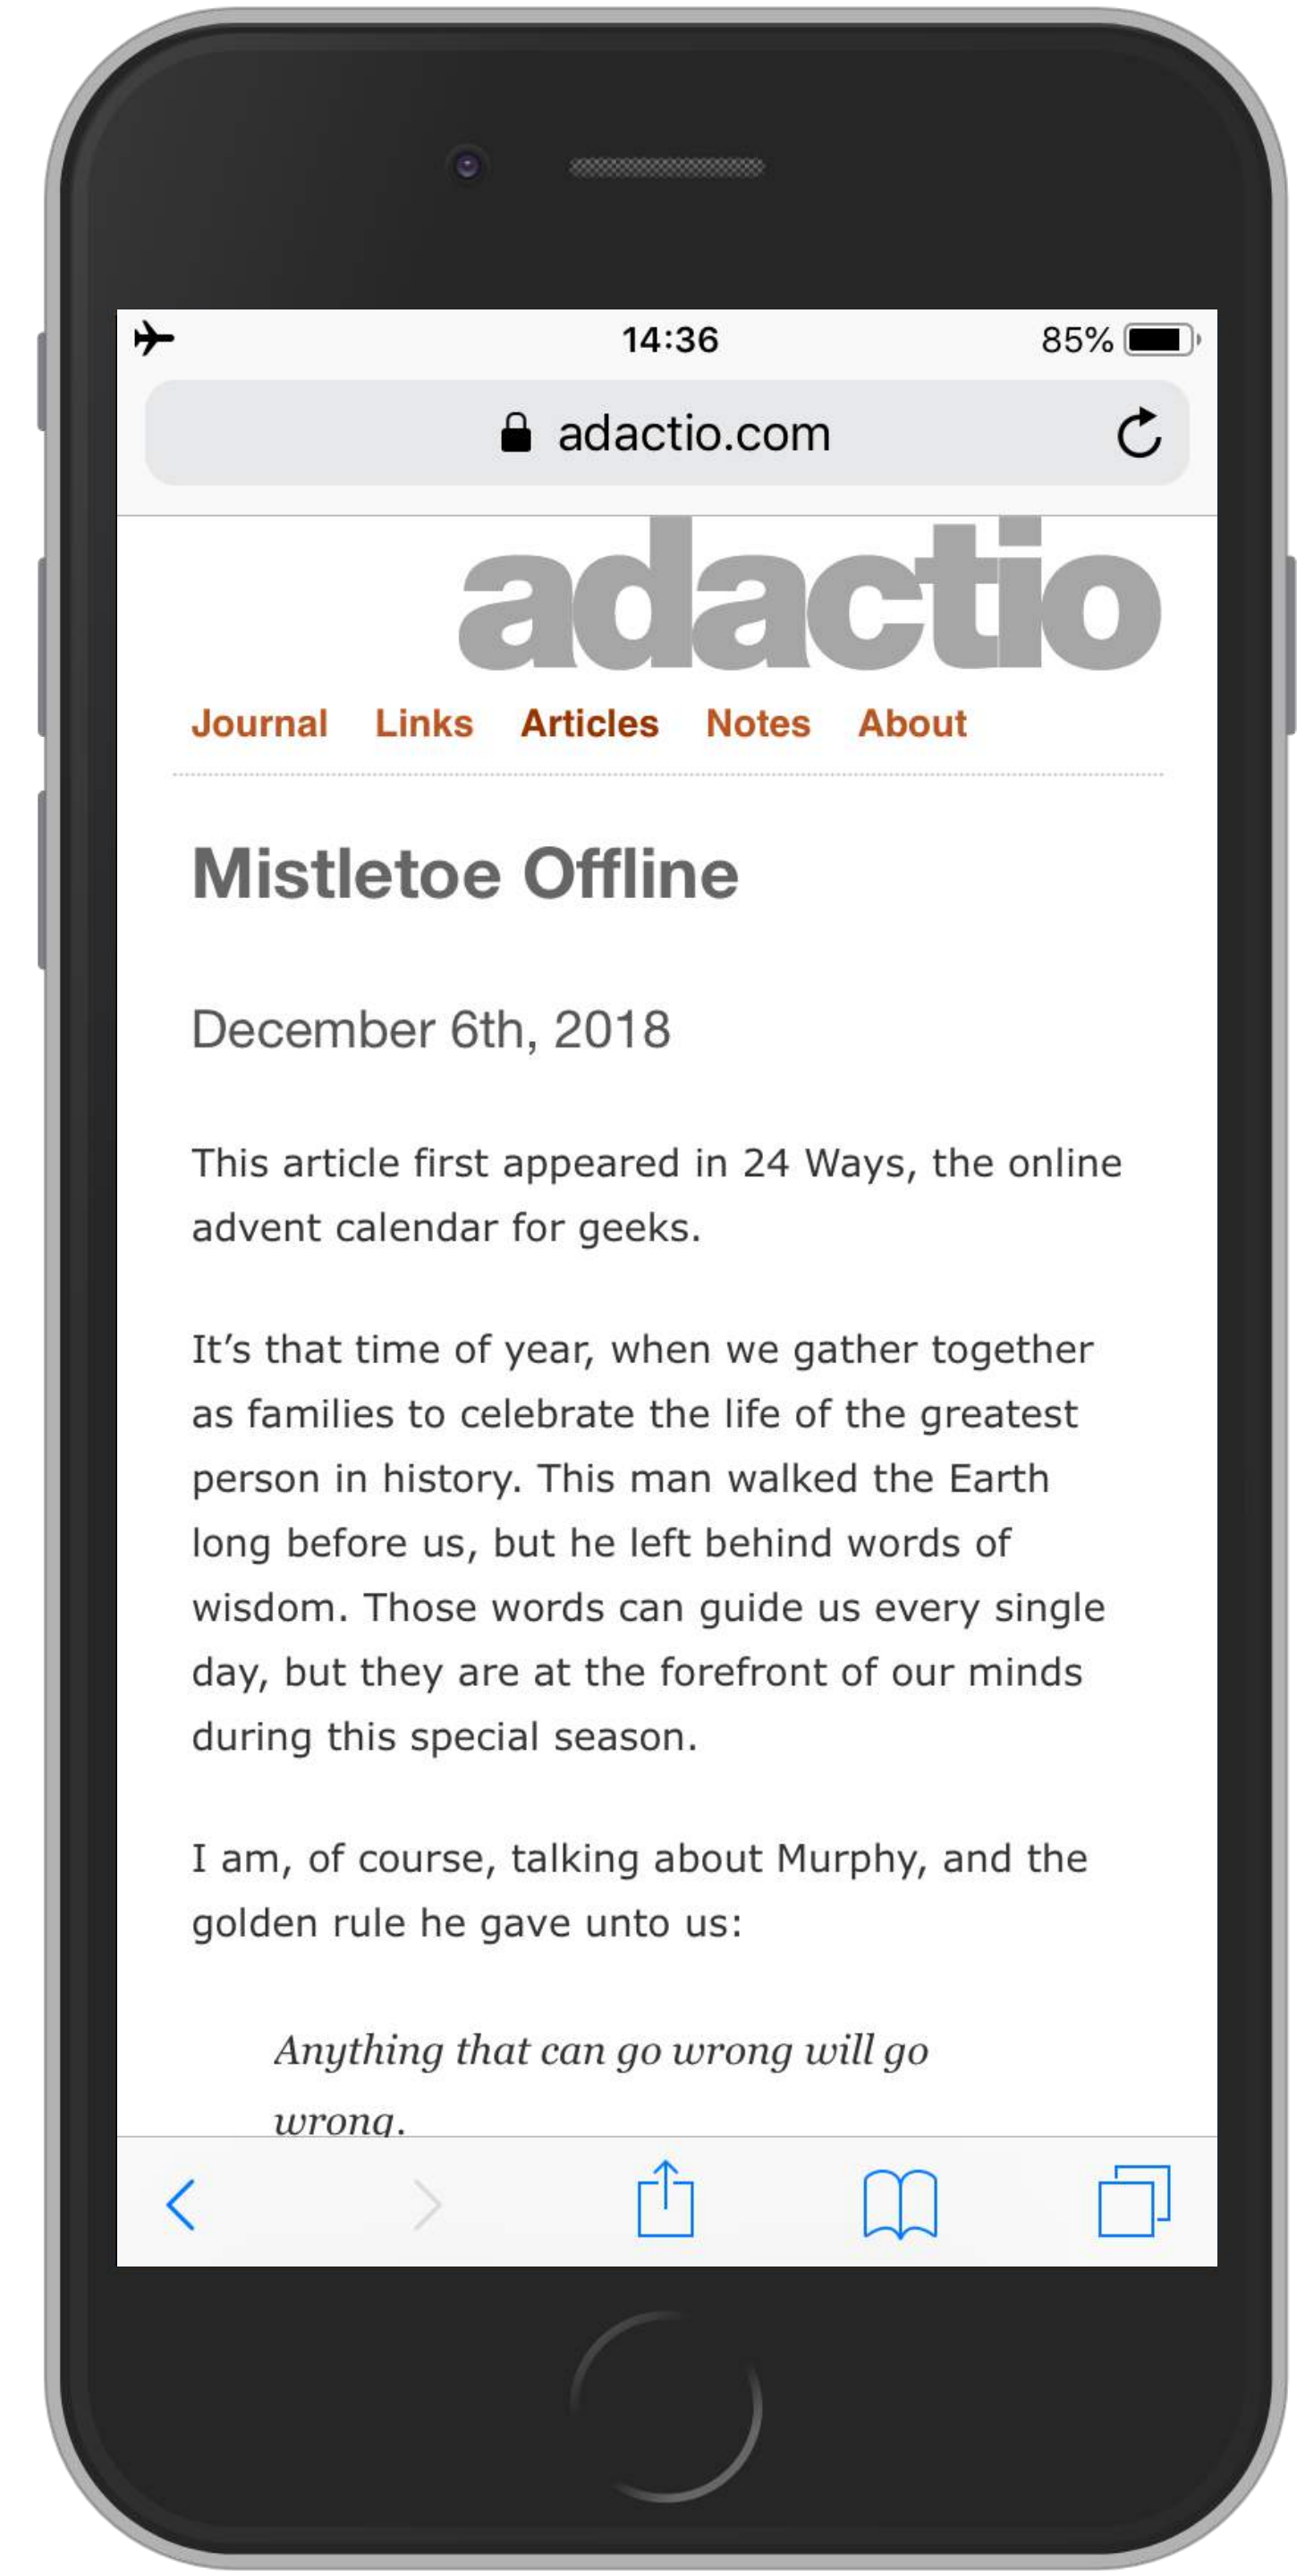 14:36
85%
adactio.com
adactio
Journal Links Articles Notes About
Mistletoe Offline
December 6th, 2018
This article first appeared in 24 Ways, the online
advent calendar for geeks.
It’s that time of year, when we gather together
as families to celebrate the life of the greatest
person in history. This man walked the Earth
long before us, but he left behind words of
wisdom. Those words can guide us every single
day, but they are at the forefront of our minds
during this special season.
I am, of course, talking about Murphy, and the
golden rule he gave unto us:
Anything that can go wrong will go
wrong.